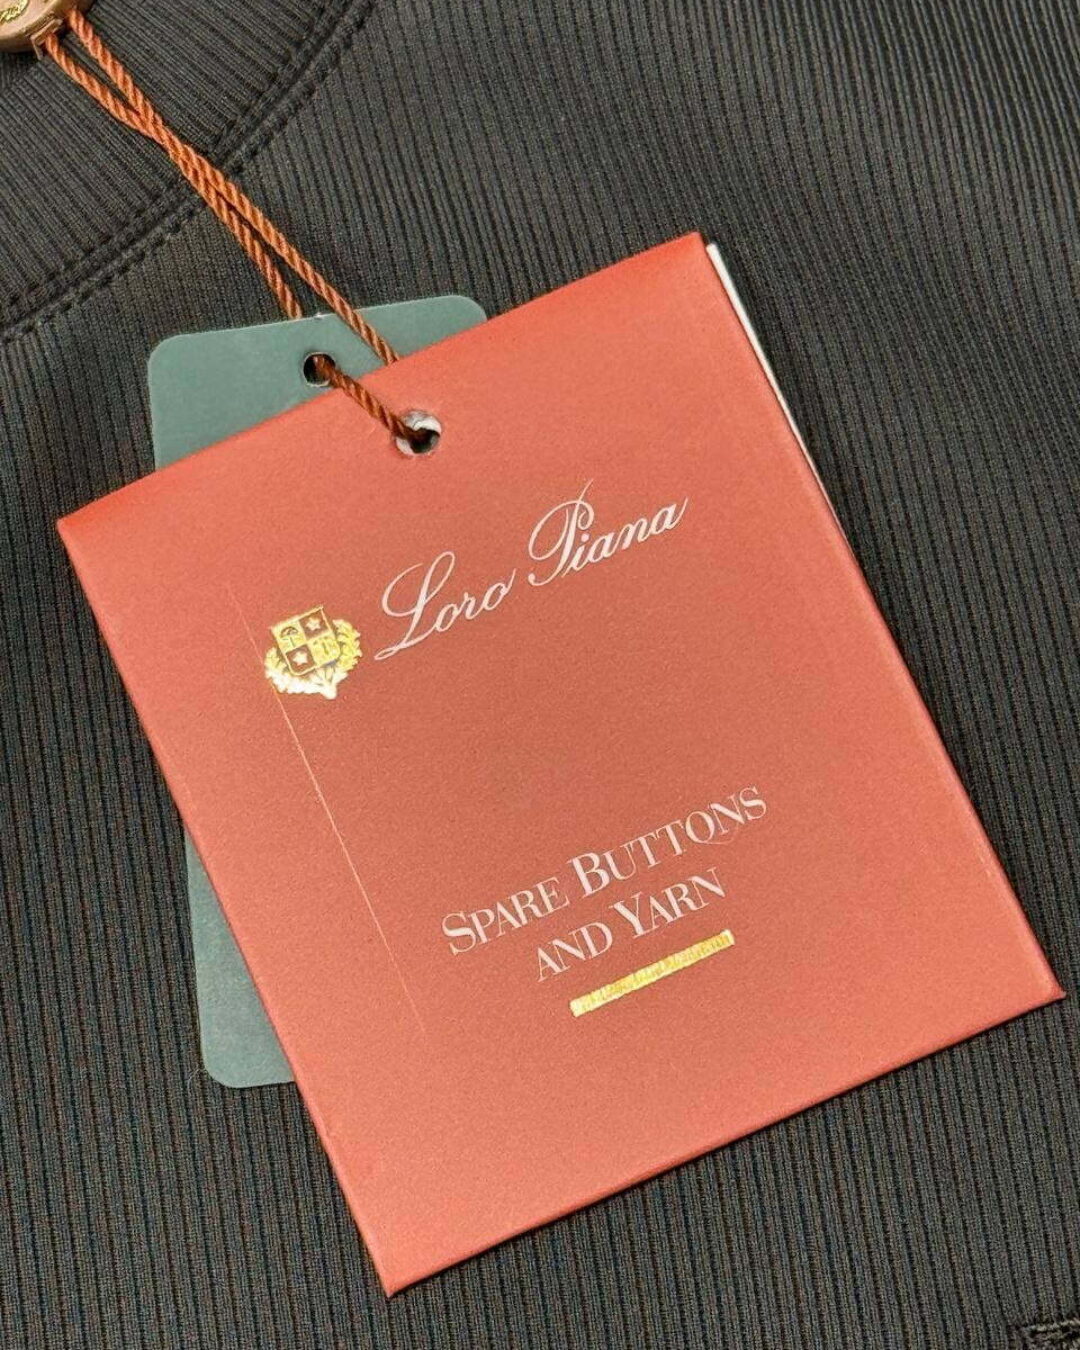 Loro Piana
SPARE BUTTONS
AND YARN